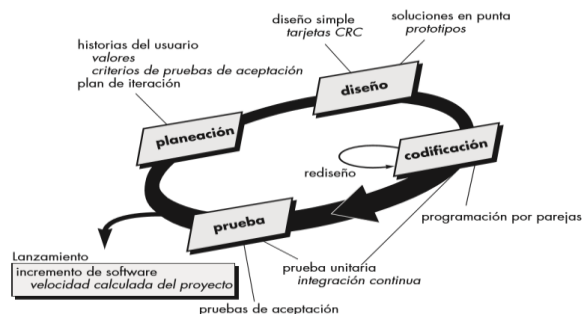 diseño simple
tarjetas CRC
soluciones en punta
prototipos
historias del usuario
valores
criterios de pruebas de aceptación
plan de iteración
diseño
planeación
codificación
rediseño
prueba
programación por parejas
Lanzamiento
incremento de software
velocidad calculada del proyecto
prueba unitaria
integración continua
pruebas de aceptación